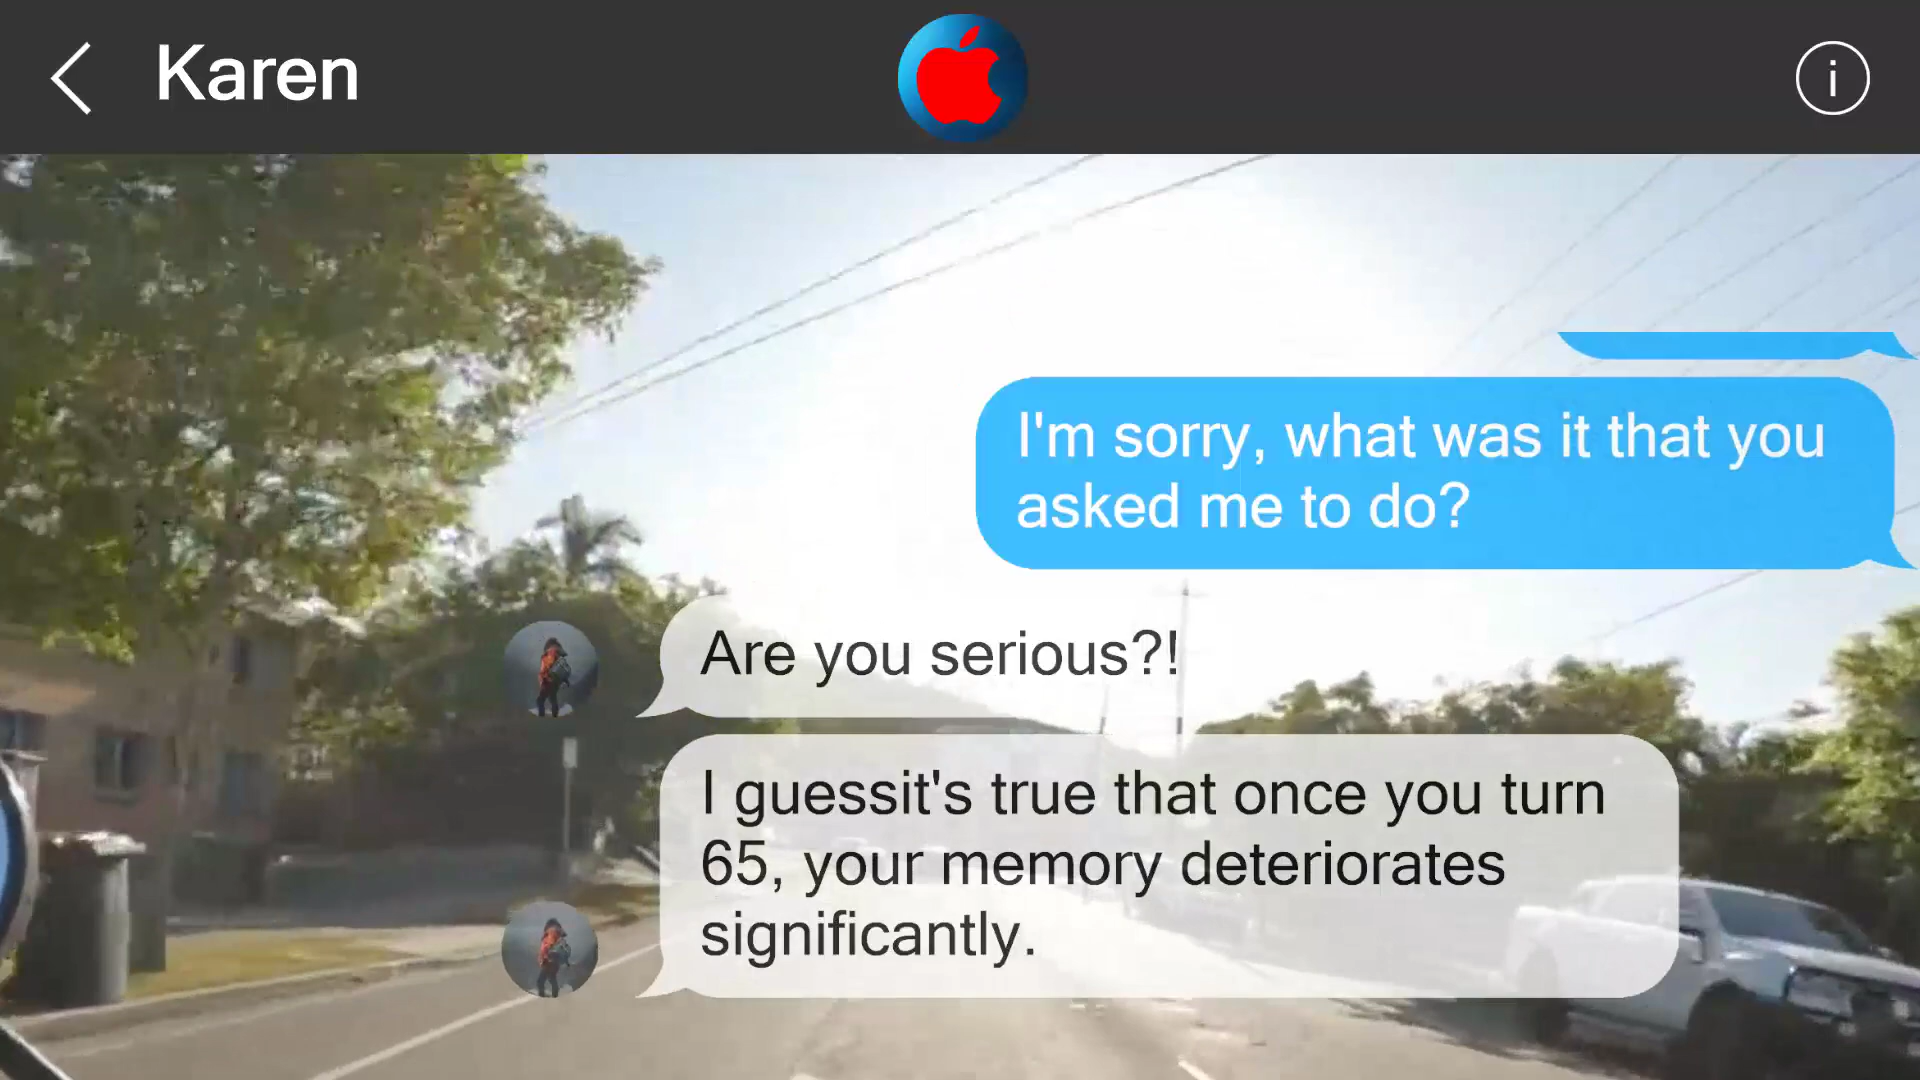 Karen
i
I'm sorry, what was it that you
asked me to do?
Are you serious?!
I guessit's true that once you turn
65, your memory deteriorates
significantly.